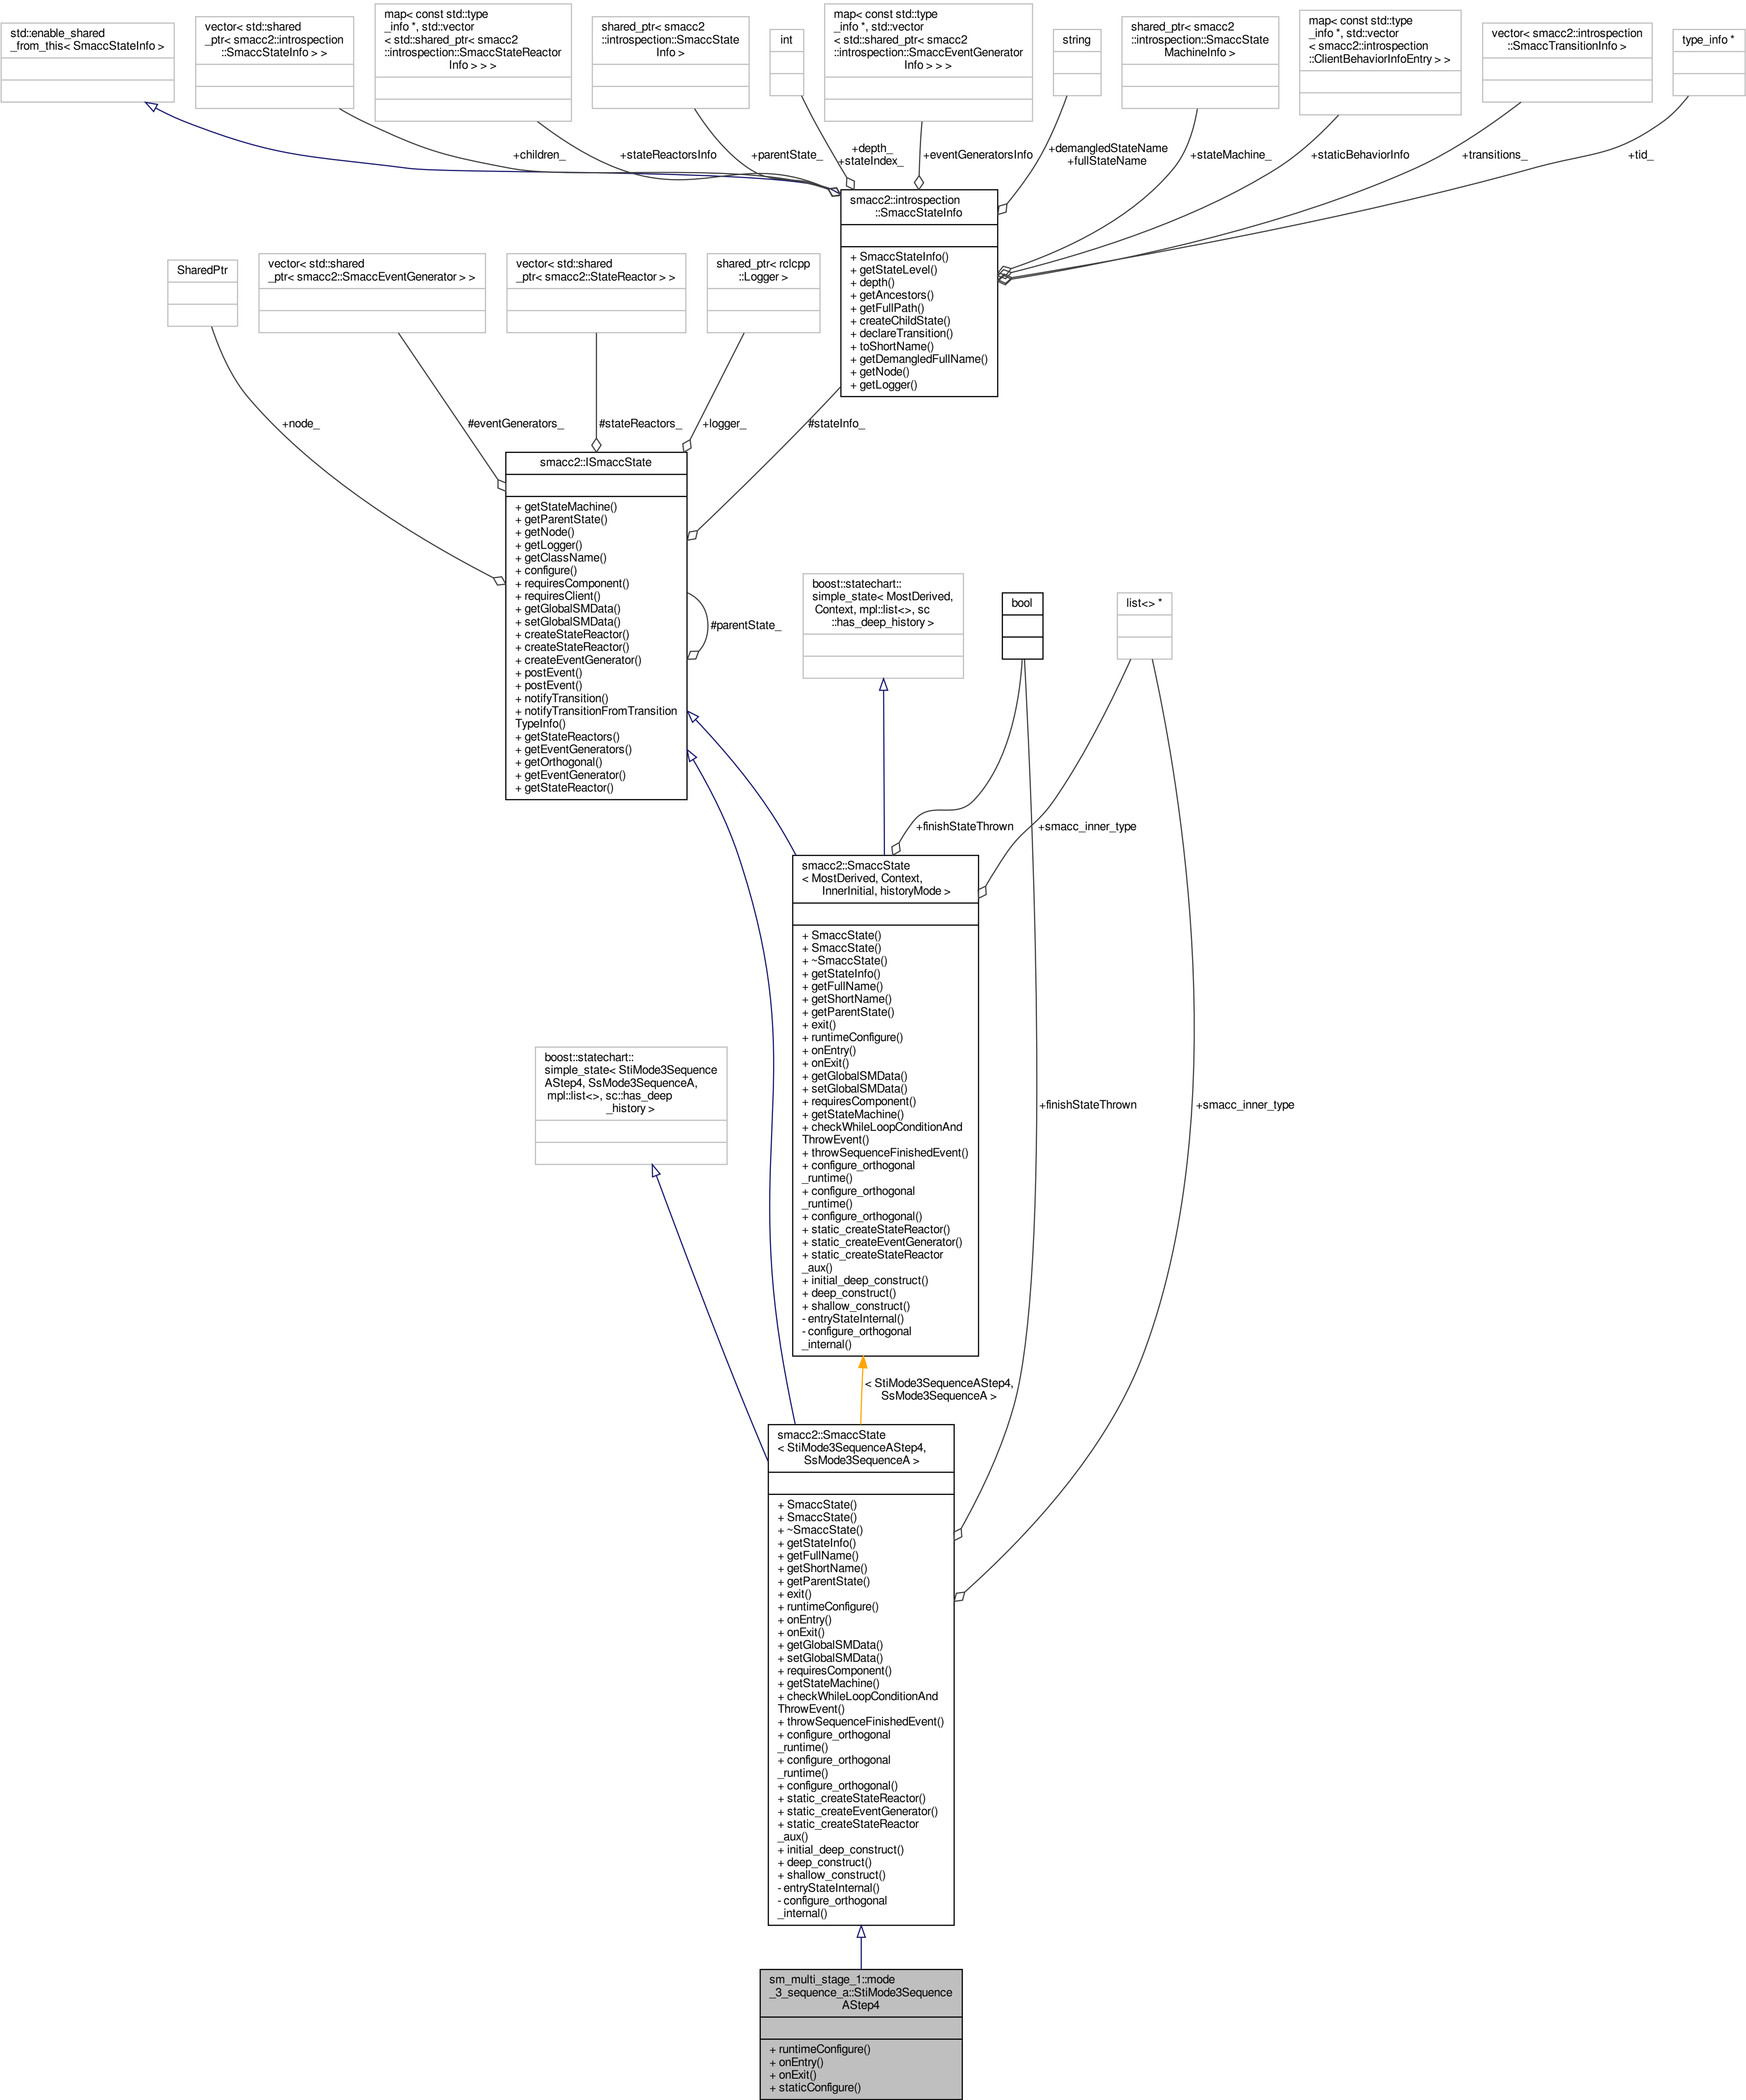 std::enable_shared
_from_this< SmaccStateInfo >
vector< std::shared
_ptr< smacc2::introspection
::SmaccStateInfo > >
map< const std::type
_info *, std::vector
< std::shared_ptr< smacc2
::introspection::SmaccStateReactor
Info > > >
shared_ptr< smacc2
::introspection::SmaccState
Info >
int
map< const std::type
_info *, std::vector
< std::shared_ptr< smacc2
::introspection::SmaccEventGenerator
Info > > >
string
shared_ptr< smacc2
::introspection::SmaccState
MachineInfo >
map< const std::type
_info *, std::vector
< smacc2::introspection
::ClientBehaviorInfoEntry > >
vector< smacc2::introspection
::SmaccTransitionInfo >
type_info *
+children_
+stateReactorsInfo
+parentState_
+depth_
+stateIndex_
+eventGeneratorsInfo
+demangledStateName
+fullStateName
+stateMachine_
+staticBehaviorInfo
+transitions_
+tid_
smacc2::introspection
::SmaccStateInfo
+ SmaccStateInfo()
+ getStateLevel()
+ depth()
+ getAncestors()
+ getFullPath()
+ createChildState()
+ declareTransition()
+ toShortName()
+ getDemangledFullName()
+ getNode()
+ getLogger()
SharedPtr
vector< std::shared
_ptr< smacc2::SmaccEventGenerator > >
vector< std::shared
_ptr< smacc2::StateReactor > >
shared_ptr< rclcpp
::Logger >
+node_
#eventGenerators_
#stateReactors_
+logger_
#stateInfo_
smacc2::ISmaccState
+ getStateMachine()
+ getParentState()
+ getNode()
+ getLogger()
+ getClassName()
+ configure()
+ requiresComponent()
+ requiresClient()
+ getGlobalSMData()
+ setGlobalSMData()
+ createStateReactor()
+ createStateReactor()
+ createEventGenerator()
+ postEvent()
+ postEvent()
+ notifyTransition()
+ notifyTransitionFromTransition
TypeInfo()
+ getStateReactors()
+ getEventGenerators()
+ getOrthogonal()
+ getEventGenerator()
+ getStateReactor()
#parentState_
boost::statechart::
simple_state< MostDerived,
Context, mpl::list<>, sc
::has_deep_history >
bool
list<> *
+finishStateThrown
+smacc_inner_type
smacc2::SmaccState
< MostDerived, Context,
InnerInitial, historyMode >
+ SmaccState()
+ SmaccState()
+ ~SmaccState()
+ getStateInfo()
+ getFullName()
+ getShortName()
+ getParentState()
+ exit()
+ runtimeConfigure()
+ onEntry()
+ onExit()
+ getGlobalSMData()
+ setGlobalSMData()
+ requiresComponent()
+ getStateMachine()
+ checkWhileLoopConditionAnd
ThrowEvent()
+ throwSequenceFinishedEvent()
+ configure_orthogonal
_runtime()
+ configure_orthogonal
_runtime()
+ configure_orthogonal()
+ static_createStateReactor()
+ static_createEventGenerator()
+ static_createStateReactor
_aux()
+ initial_deep_construct()
+ deep_construct()
+ shallow_construct()
- entryStateInternal()
- configure_orthogonal
_internal()
boost::statechart::
simple_state< StiMode3Sequence
AStep4, SsMode3SequenceA,
mpl::list<>, sc::has_deep
_history >
+finishStateThrown
+smacc_inner_type
< StiMode3SequenceAStep4,
SsMode3SequenceA >
smacc2::SmaccState
< StiMode3SequenceAStep4,
SsMode3SequenceA >
+ SmaccState()
+ SmaccState()
+ ~SmaccState()
+ getStateInfo()
+ getFullName()
+ getShortName()
+ getParentState()
+ exit()
+ runtimeConfigure()
+ onEntry()
+ onExit()
+ getGlobalSMData()
+ setGlobalSMData()
+ requiresComponent()
+ getStateMachine()
+ checkWhileLoopConditionAnd
ThrowEvent()
+ throwSequenceFinishedEvent()
+ configure_orthogonal
_runtime()
+ configure_orthogonal
_runtime()
+ configure_orthogonal()
+ static_createStateReactor()
+ static_createEventGenerator()
+ static_createStateReactor
_aux()
+ initial_deep_construct()
+ deep_construct()
+ shallow_construct()
- entryStateInternal()
- configure_orthogonal
_internal()
sm_multi_stage_1::mode
_3_sequence_a::StiMode3Sequence
AStep4
+ runtimeConfigure()
+ onEntry()
+ onExit()
+ staticConfigure()